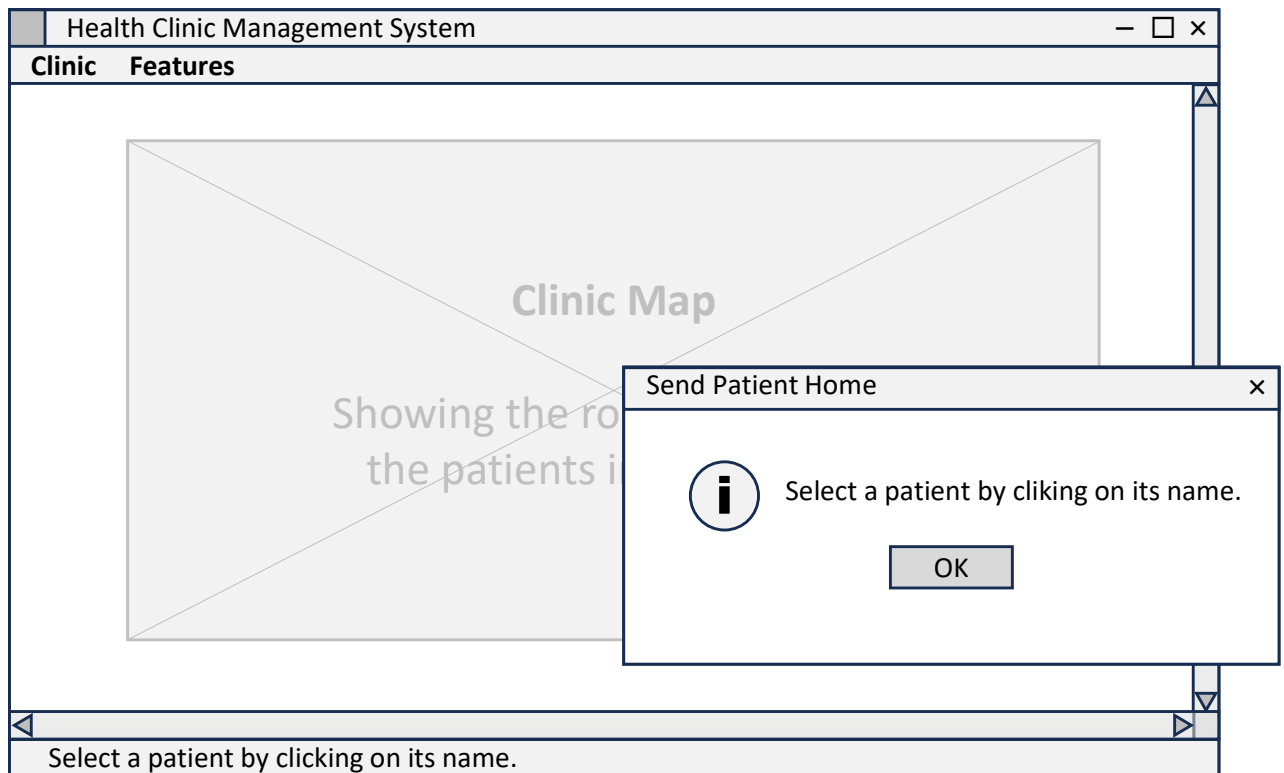 Health Clinic Management System
Clinic Features
Clinic Map
Showing the ro
the patients i
Send Patient Home
Select a patient by cliking on its name.
OK
Select a patient by clicking on its name.